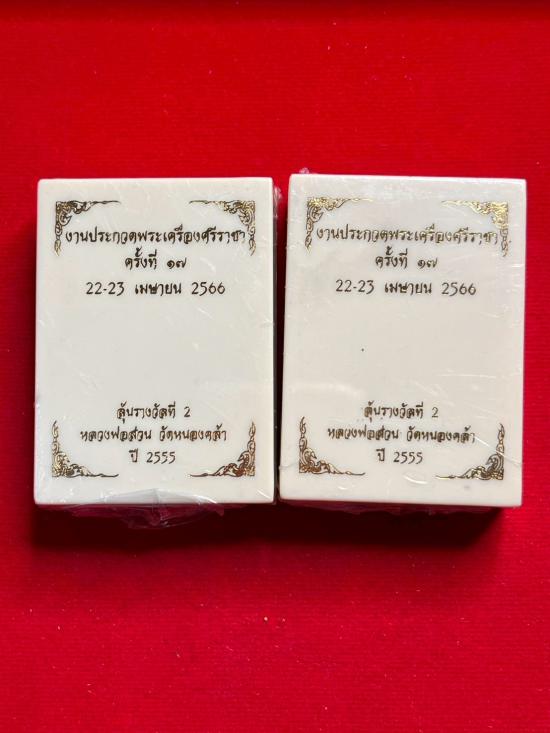 งานประกวดพระเครื่องศรีราชา
ครั้งที่ ๑๗
22-23 เมษายน 2566
ลุ้นรางวัลที่ 2
หลวงพ่อสวน วัดหนองคล้า
ปี 2555
งานประกวดพระเครื่องศรีราชา
ครั้งที่ ๑๗
22-23 เมษายน 2566
ลุ้นรางวัลที่ 2
หลวงพ่อสวน วัดหนองคล้า
ปี 2555